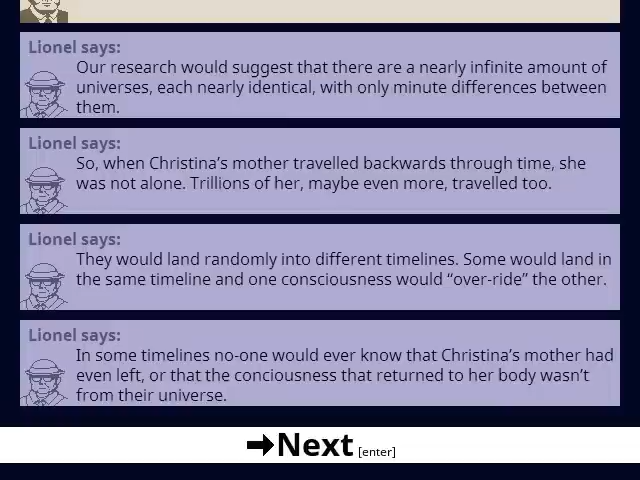 Lionel says:
Our research would suggest that there are a nearly infinite amount of
universes, each nearly identical, with only minute differences between
them.
Lionel says:
So, when Christina’s mother travelled backwards through time, she
was not alone. Trillions of her, maybe even more, travelled too.
Lionel says:
They would land randomly into different timelines. Some would land in
the same timeline and one consciousness would “over-ride” the other.
Lionel says:
In some timelines no-one would ever know that Christina’s mother had
even left, or that the conciousness that returned to her body wasn’t
from their universe.
➡Next [enter]